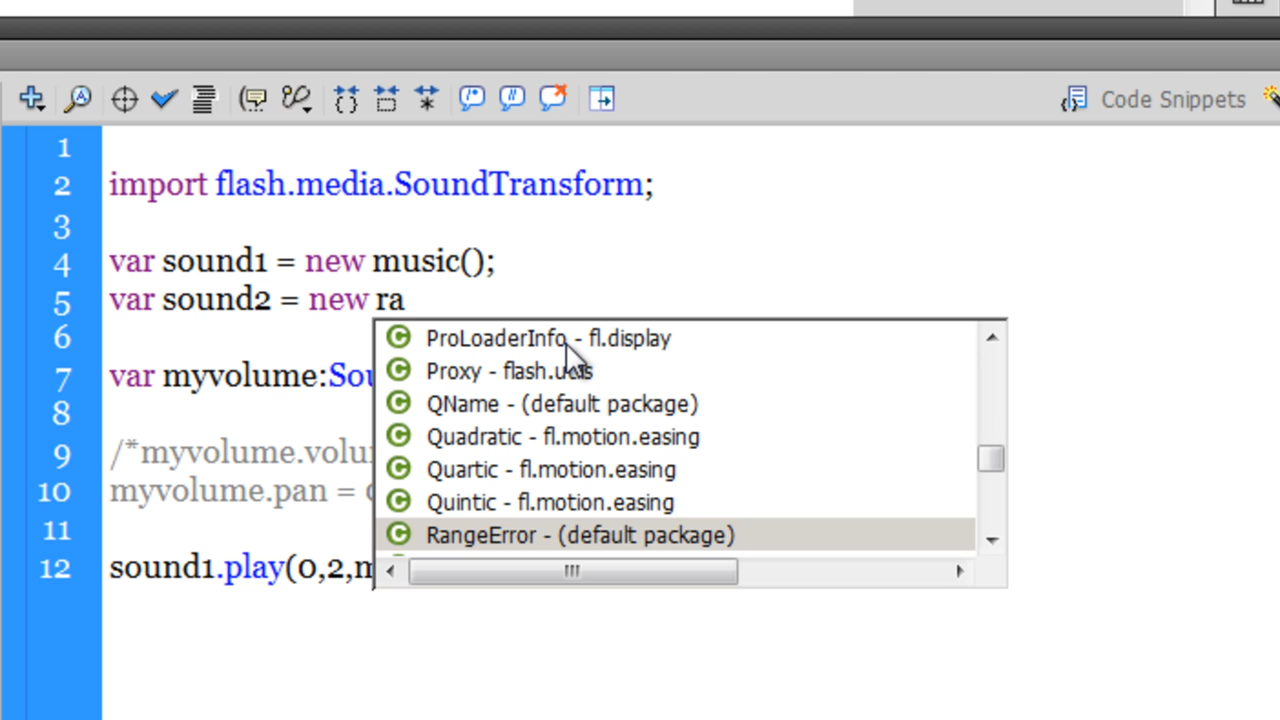 Code Snippets
1
2 import flash.media.SoundTransform;
3
4 var sound1 = new music();
5 var sound2 = new ra
6
7 var myvolume:Sou
8
9 /*myvolume.volu
10 myvolume.pan =
11
12 sound1.play(0,2,m
ProLoaderInfo - fl.display
Proxy - flash.utils
QName - (default package)
Quadratic - fl.motion.easing
Quartic - fl.motion.easing
Quintic - fl.motion.easing
RangeError - (default package)